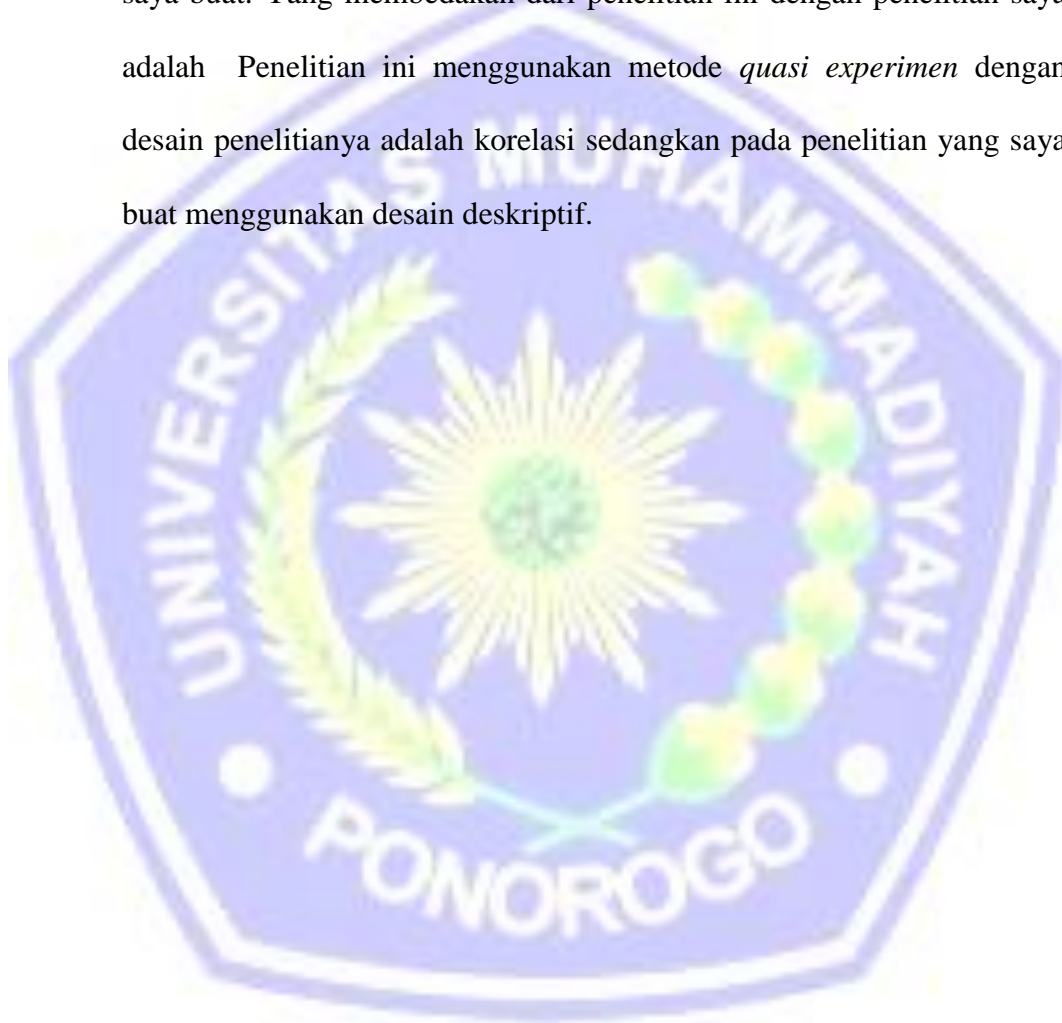 saya buat. Yang membedakan dari penelitian ini dengan penelitian saya
adalah Penelitian ini menggunakan metode quasi experimen dengan
desain penelitianya adalah korelasi sedangkan pada penelitian yang saya
buat menggunakan desain deskriptif.
UNIVERSITAS MUHAMMADIYAH
PONOROGO